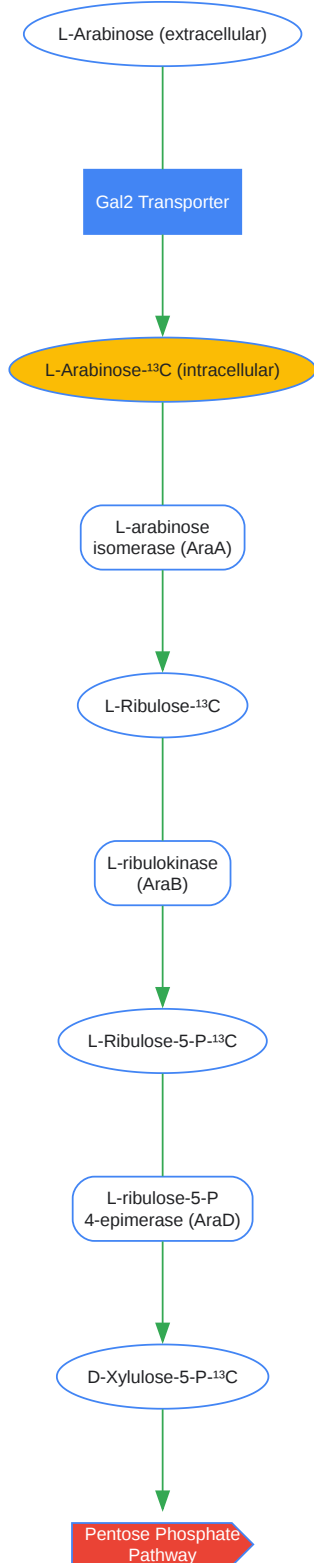 L-Arabinose (extracellular)
Gal2 Transporter
L-Arabinose-¹³C (intracellular)
L-arabinose
isomerase (AraA)
L-Ribulose-¹³C
L-ribulokinase
(AraB)
L-Ribulose-5-P-¹³C
L-ribulose-5-P
4-epimerase (AraD)
D-Xylulose-5-P-¹³C
Pentose Phosphate
Pathway